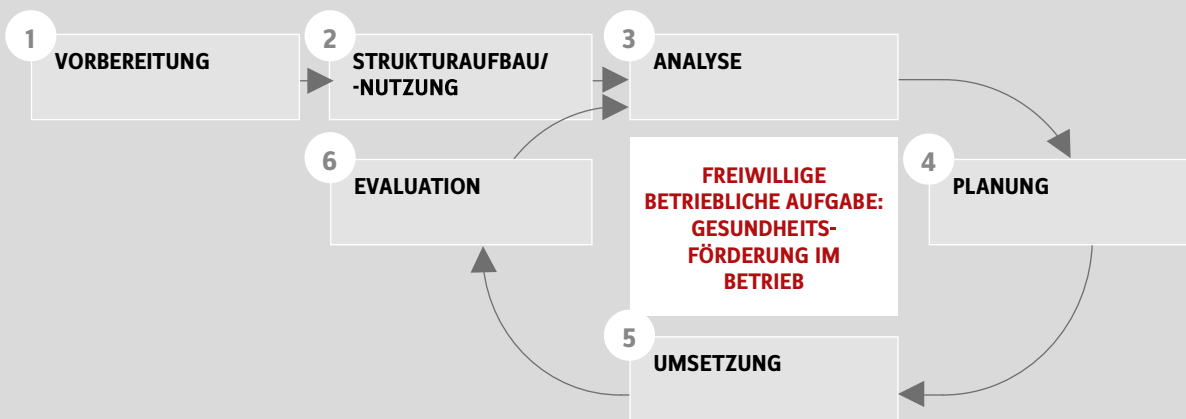 1
VORBEREITUNG
2
STRUKTURAUFBAU/
-NUTZUNG
3
ANALYSE
4
PLANUNG
5
UMSETZUNG
6
EVALUATION
FREIWILLIGE
BETRIEBLICHE AUFGABE:
GESUNDHEITS-
FÖRDERUNG IM
BETRIEB